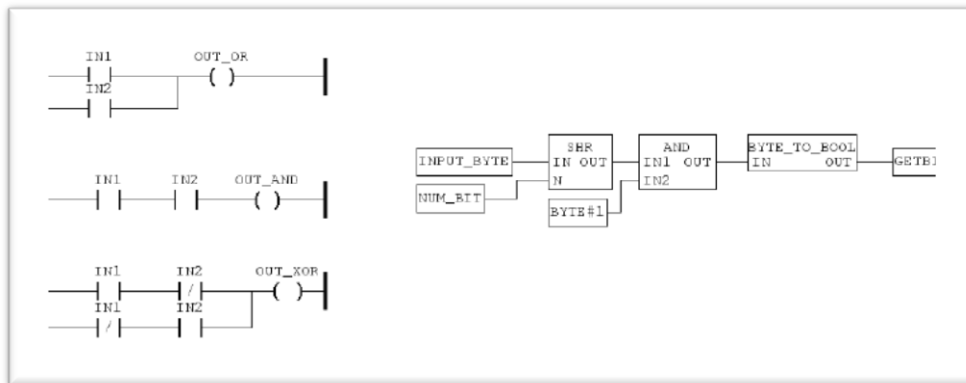 IN1 OUT_OR
IN2
IN1 IN2 OUT_AND
IN1 IN2 OUT_XOR
IN1 IN2
SHR AND BYTE_TO_BOOL
INPUT_BYTE IN OUT IN1 OUT IN OUT
N IN2
NUM_BIT
BYTE#1